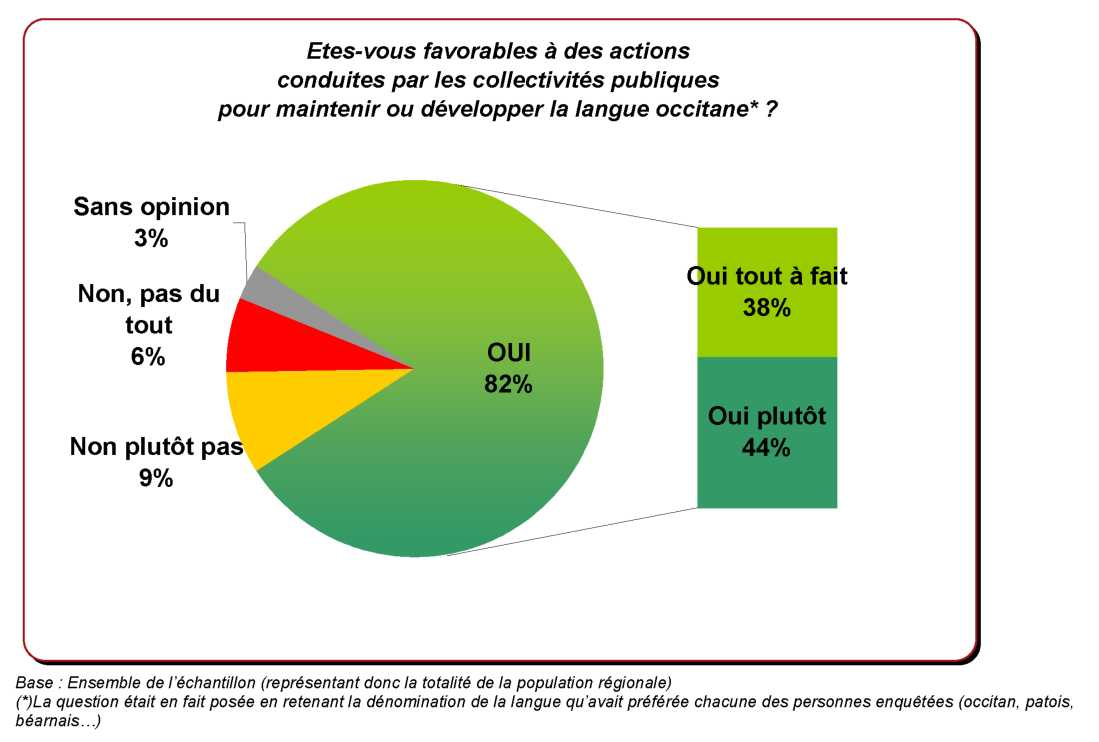 Etes-vous favorables à des actions
conduites par les collectivités publiques
pour maintenir ou développer la langue occitane* ?
Sans opinion
3%
Non, pas du
tout
6%
Non plutôt pas
9%
OUI
82%
Oui tout à fait
38%
Oui plutôt
44%
Base : Ensemble de l’échantillon (représentant donc la totalité de la population régionale)
(*)La question était en fait posée en retenant la dénomination de la langue qu’avait préférée chacune des personnes enquêtées (occitan, patois,
béarnais…)